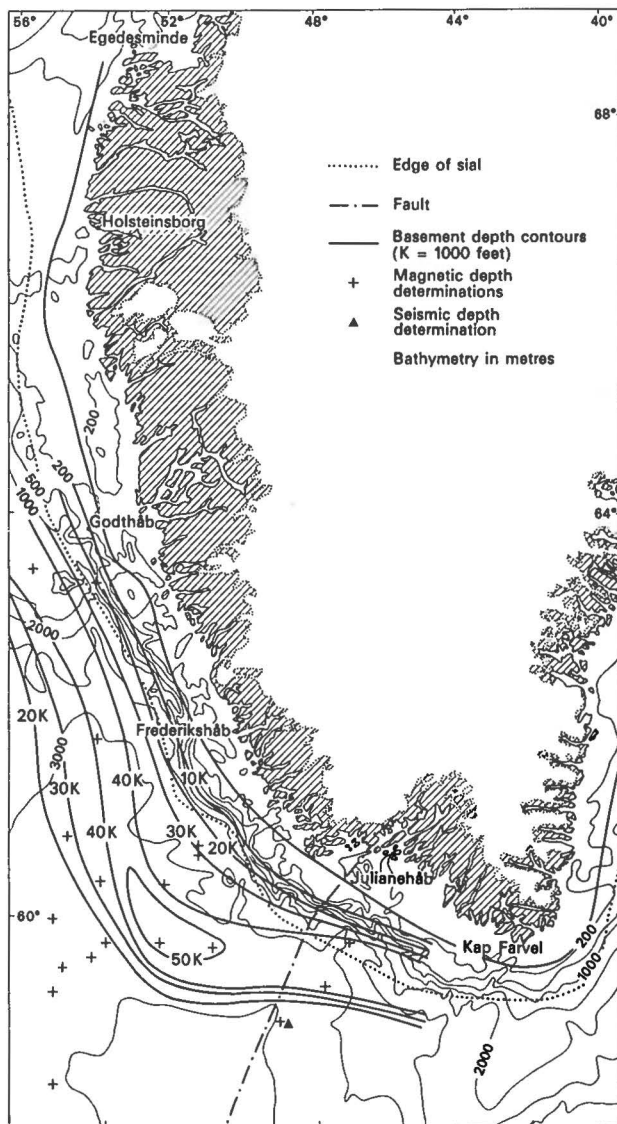 56° 52° 48° 44° 40°
Egedesminde
68°
Edge of sial
Fault
Holsteinsborg
Basement depth contours
(K = 1000 feet)
Magnetic depth
determinations
Seismic depth
determination
Bathymetry in metres
200
200
500
1000
Godthåb
64°
2000
20K
3000
Frederikshåb
30K
40K
10K
40K
30K
20K
Julianehåb
60°
Kap Farvel
200
50K
1000
2000